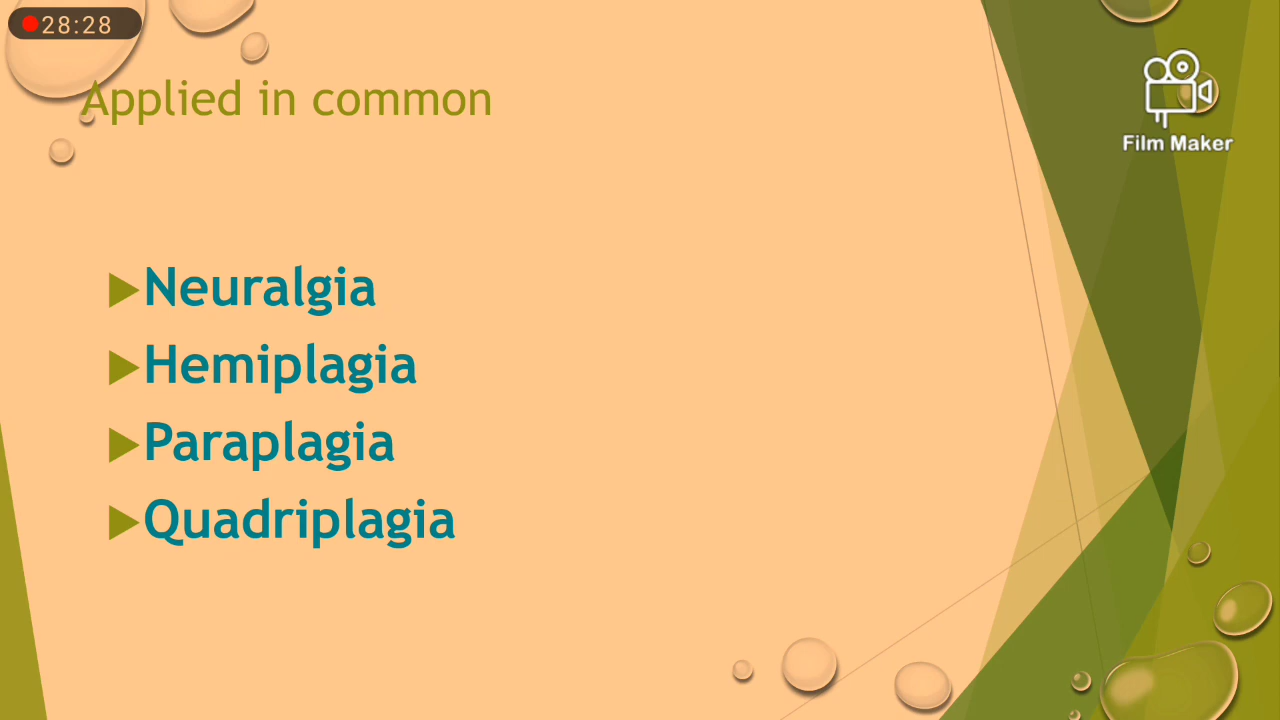 28:28
Applied in common
Film Maker
Neuralgia
Hemiplagia
Paraplagia
Quadriplagia